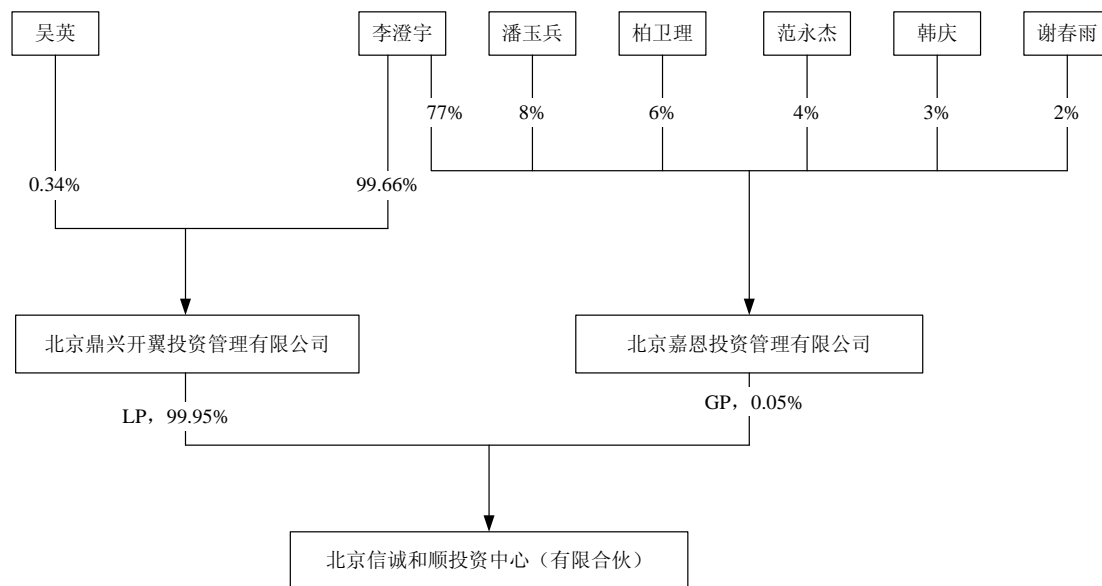 吴英
李澄宇
潘玉兵
柏卫理
范永杰
韩庆
谢春雨
77%
8%
6%
4%
3%
2%
0.34%
99.66%
北京鼎兴开翼投资管理有限公司
北京嘉恩投资管理有限公司
LP，99.95%
GP，0.05%
北京信诚和顺投资中心（有限合伙）